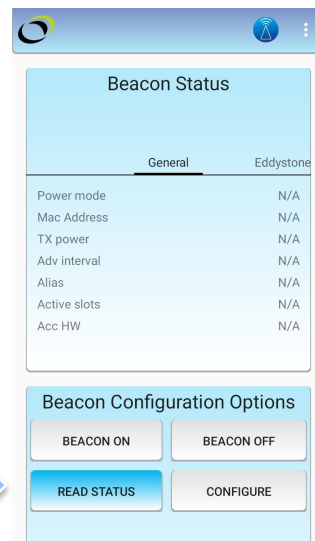 Beacon Status
General Eddystone
Power mode N/A
Mac Address N/A
TX power N/A
Adv interval N/A
Alias N/A
Active slots N/A
Acc HW N/A
Beacon Configuration Options
BEACON ON BEACON OFF
READ STATUS CONFIGURE